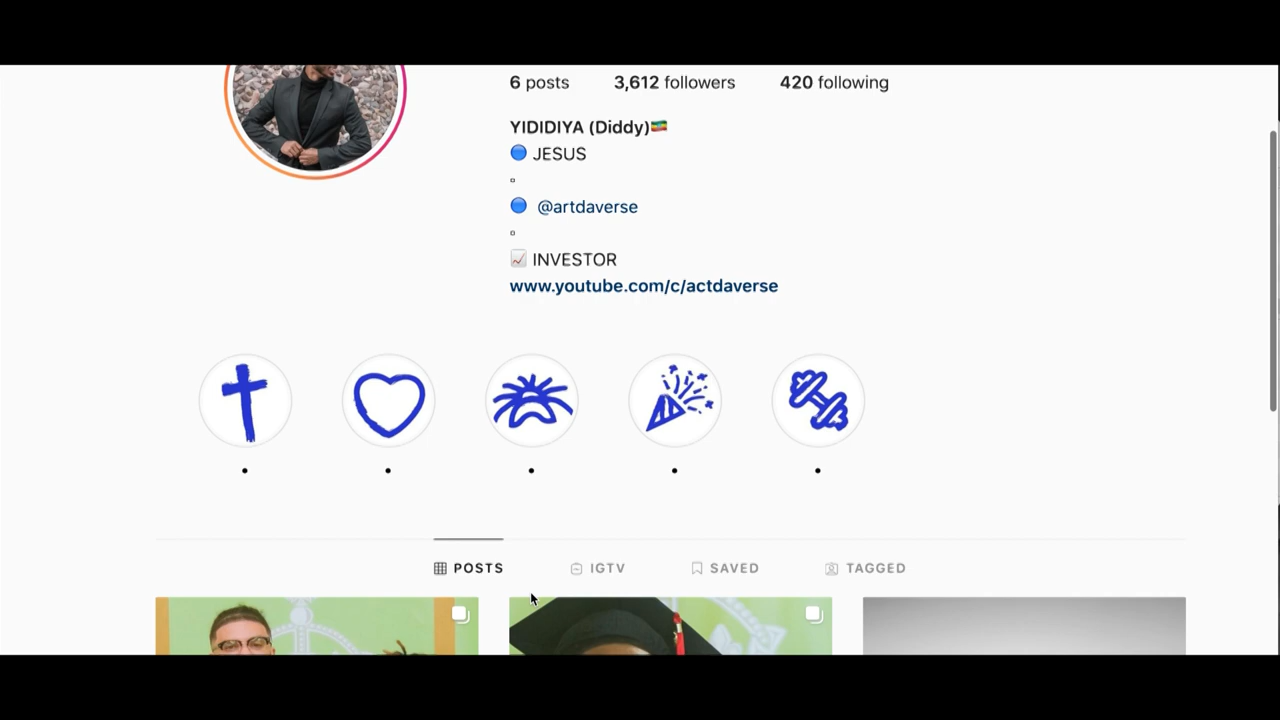 6 posts 3,612 followers 420 following
YIDIDIYA (Diddy)🇪🇹
🔵 JESUS
▫
🔵 @artdaverse
▫
📈 INVESTOR
www.youtube.com/c/actdaverse
• • • • •
POSTS IGTV SAVED TAGGED